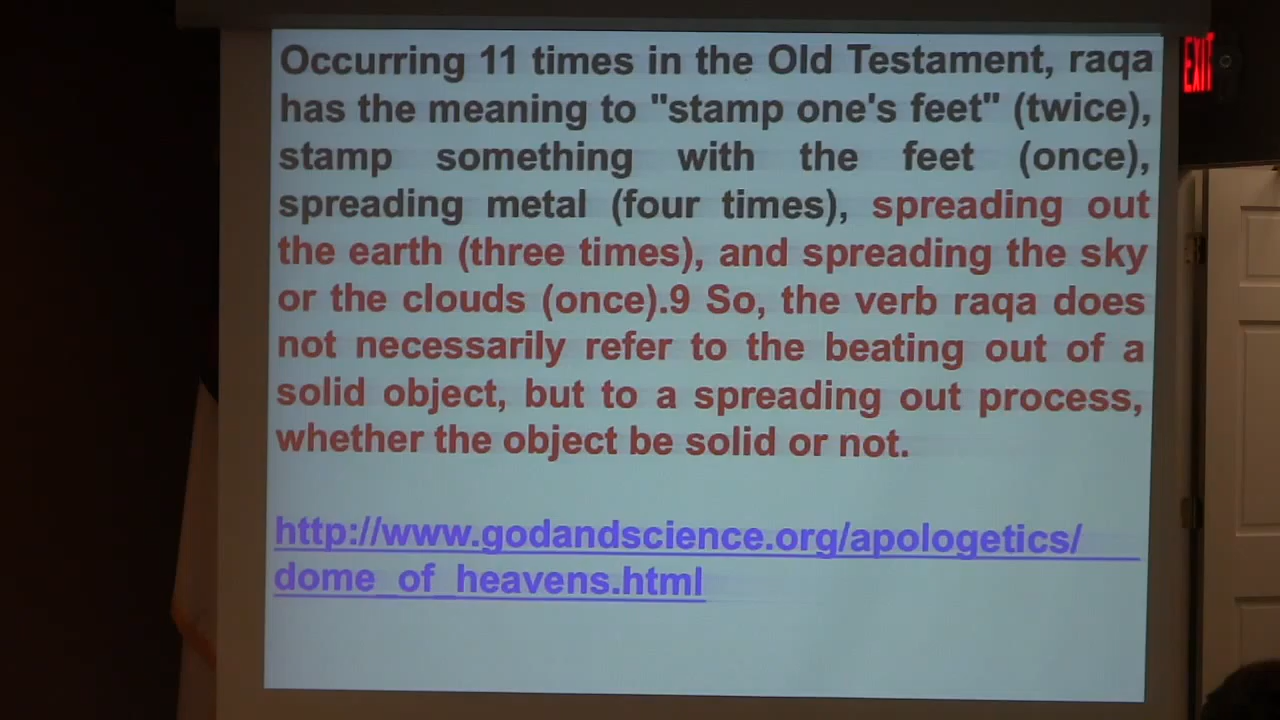 Occurring 11 times in the Old Testament, raqa
has the meaning to "stamp one's feet" (twice),
stamp something with the feet (once),
spreading metal (four times), spreading out
the earth (three times), and spreading the sky
or the clouds (once).9 So, the verb raqa does
not necessarily refer to the beating out of a
solid object, but to a spreading out process,
whether the object be solid or not.
http://www.godandscience.org/apologetics/
dome_of_heavens.html
EXIT